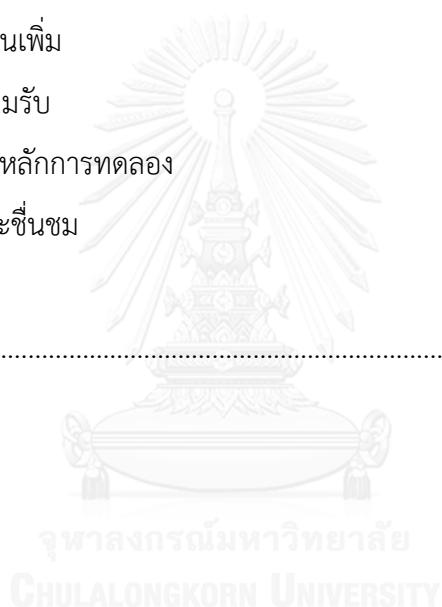 นเพิ่ม
มรับ
หลักการทดลอง
ะชื่นชม
................................................................
จุฬาลงกรณ์มหาวิทยาลัย
CHULALONGKORN UNIVERSITY